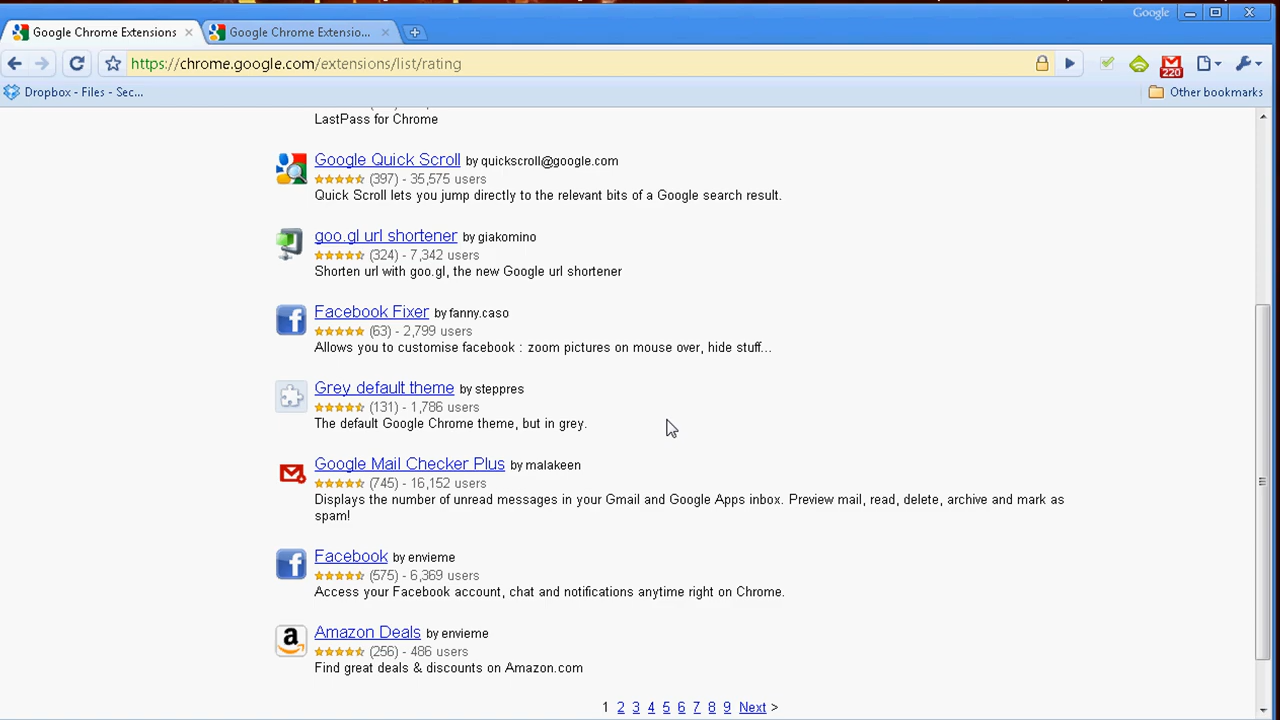 Google
Google Chrome Extensions
Google Chrome Extensio...
https://chrome.google.com/extensions/list/rating
220
Dropbox - Files - Sec...
Other bookmarks
LastPass for Chrome
Google Quick Scroll by quickscroll@google.com
(397) - 35,575 users
Quick Scroll lets you jump directly to the relevant bits of a Google search result.
goo.gl url shortener by giakomino
(324) - 7,342 users
Shorten url with goo.gl, the new Google url shortener
Facebook Fixer by fanny.caso
(63) - 2,799 users
Allows you to customise facebook : zoom pictures on mouse over, hide stuff...
Grey default theme by steppres
(131) - 1,786 users
The default Google Chrome theme, but in grey.
Google Mail Checker Plus by malakeen
(745) - 16,152 users
Displays the number of unread messages in your Gmail and Google Apps inbox. Preview mail, read, delete, archive and mark as
spam!
Facebook by envieme
(575) - 6,369 users
Access your Facebook account, chat and notifications anytime right on Chrome.
Amazon Deals by envieme
(256) - 486 users
Find great deals & discounts on Amazon.com
1 2 3 4 5 6 7 8 9 Next >